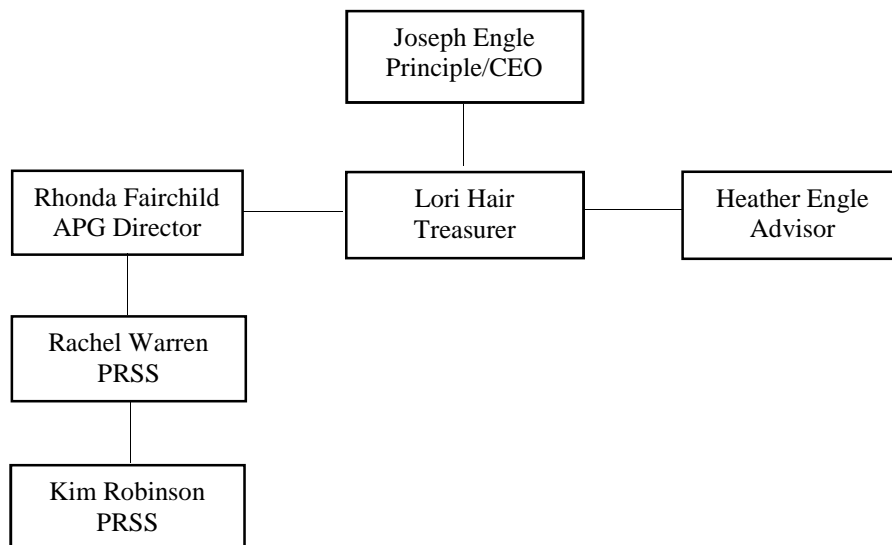 Joseph Engle
Principle/CEO
Rhonda Fairchild
APG Director
Lori Hair
Treasurer
Heather Engle
Advisor
Rachel Warren
PRSS
Kim Robinson
PRSS